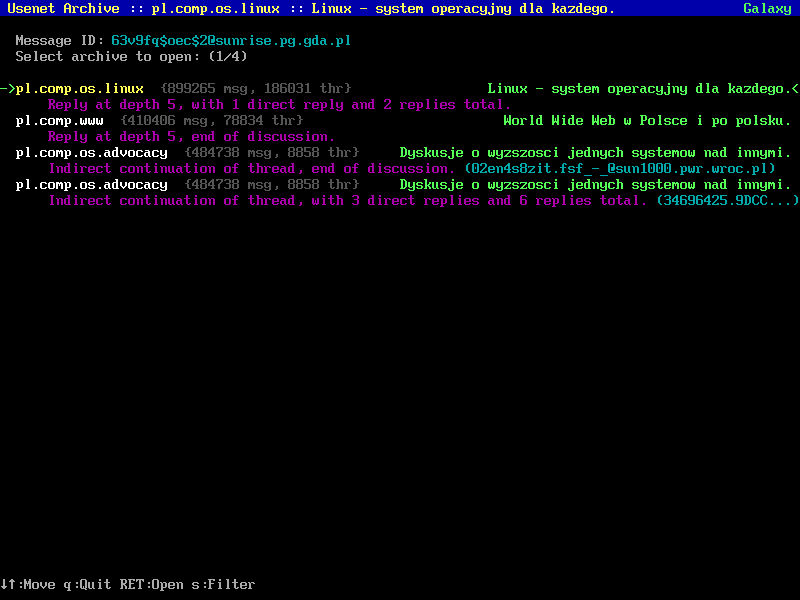 Usenet Archive :: pl.comp.os.linux :: Linux - system operacyjny dla kazdego. Galaxy
Message ID: 63v9fq$oec$2@sunrise.pg.gda.pl
Select archive to open: (1/4)
->pl.comp.os.linux {899265 msg, 186031 thr} Linux - system operacyjny dla kazdego.<
Reply at depth 5, with 1 direct reply and 2 replies total.
pl.comp.www {410406 msg, 78834 thr} World Wide Web w Polsce i po polsku.
Reply at depth 5, end of discussion.
pl.comp.os.advocacy {484738 msg, 8858 thr} Dyskusje o wyzszosci jednych systemow nad innymi.
Indirect continuation of thread, end of discussion. (02en4s8zit.fsf_-_@sun1000.pwr.wroc.pl)
pl.comp.os.advocacy {484738 msg, 8858 thr} Dyskusje o wyzszosci jednych systemow nad innymi.
Indirect continuation of thread, with 3 direct replies and 6 replies total. (34696425.9DCC...)
↓↑:Move q:Quit RET:Open s:Filter